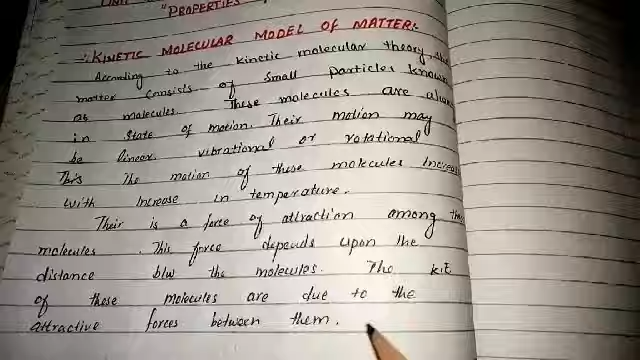 "PROPERTIES
:KINETIC MOLECULAR MODEL OF MATTER:-
According to the kinetic molecular theory the
matter consists of small particles known
as molecules. These molecules are always
in state of motion. Their motion may
be linear, vibrational or rotational
This The motion of these molecules increase
with increase in temperature.
Their is a force of attraction among the
molecules. This force depends upon the
distance b/w the molecules. The K.E
of these molecules are due to the
attractive forces between them.